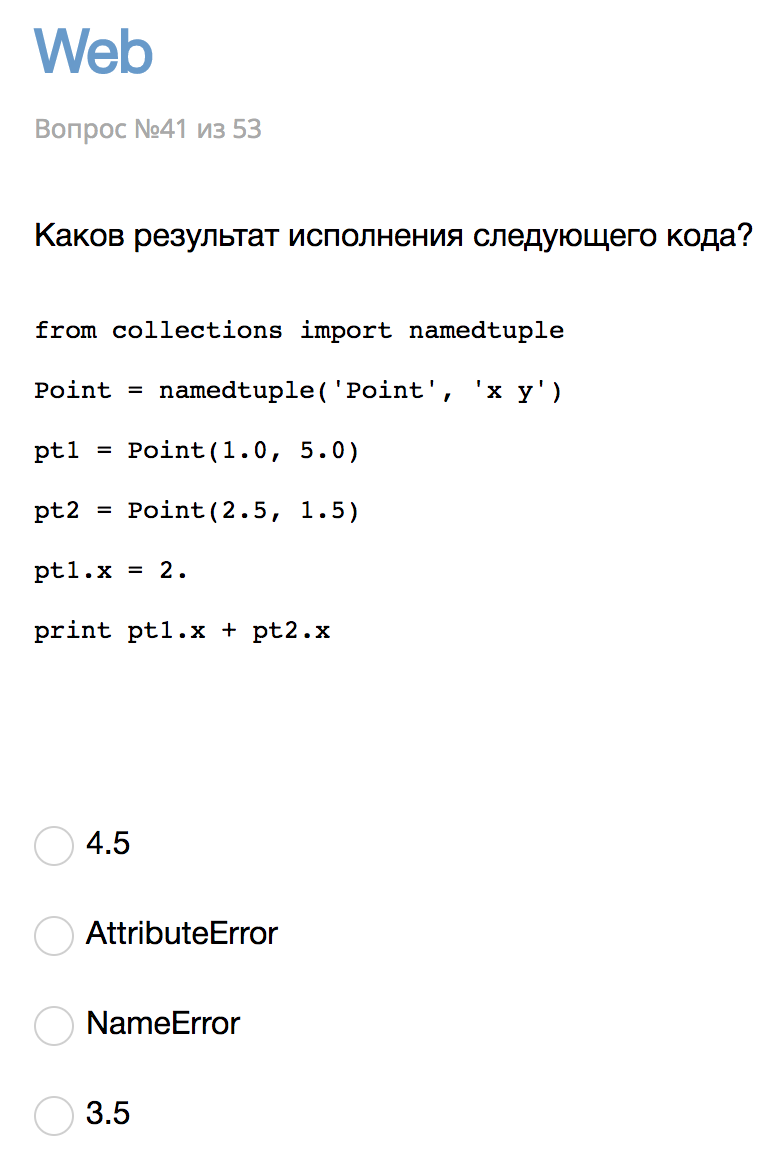 Web
Вопрос №41 из 53
Каков результат исполнения следующего кода?
from collections import namedtuple
Point = namedtuple('Point', 'x y')
pt1 = Point(1.0, 5.0)
pt2 = Point(2.5, 1.5)
pt1.x = 2.
print pt1.x + pt2.x
4.5
AttributeError
NameError
3.5